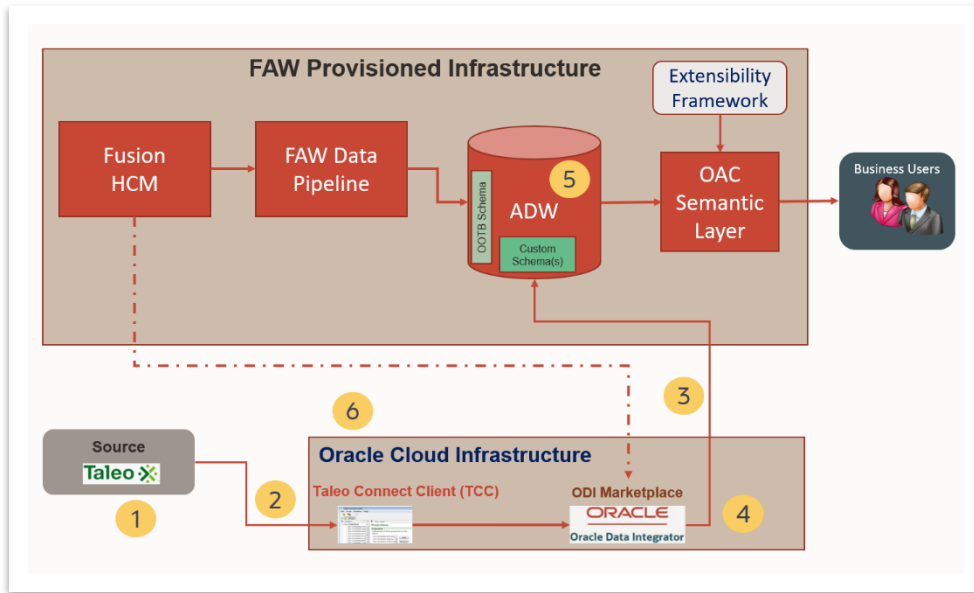 FAW Provisioned Infrastructure
Extensibility
Framework
Fusion
HCM
FAW Data
Pipeline
OOTB Schema
5
ADW
Custom
Schema(s)
OAC
Semantic
Layer
Business Users
3
6
Source
Taleo
1
2
Oracle Cloud Infrastructure
Taleo Connect Client (TCC)
ODI Marketplace
ORACLE
Oracle Data Integrator
4